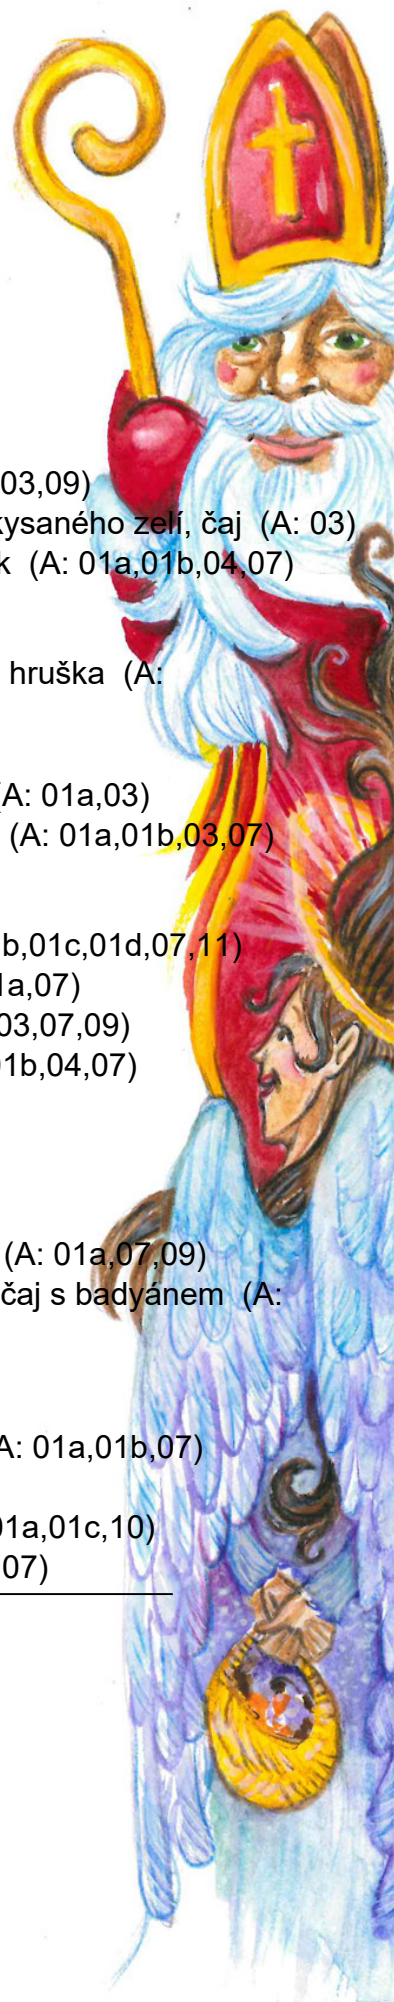 03,09)
kysaného zelí, čaj (A: 03)
k (A: 01a,01b,04,07)
hruška (A:
(A: 01a,03)
(A: 01a,01b,03,07)
b,01c,01d,07,11)
1a,07)
03,07,09)
01b,04,07)
(A: 01a,07,09)
čaj s badyánem (A:
A: 01a,01b,07)
01a,01c,10)
07)